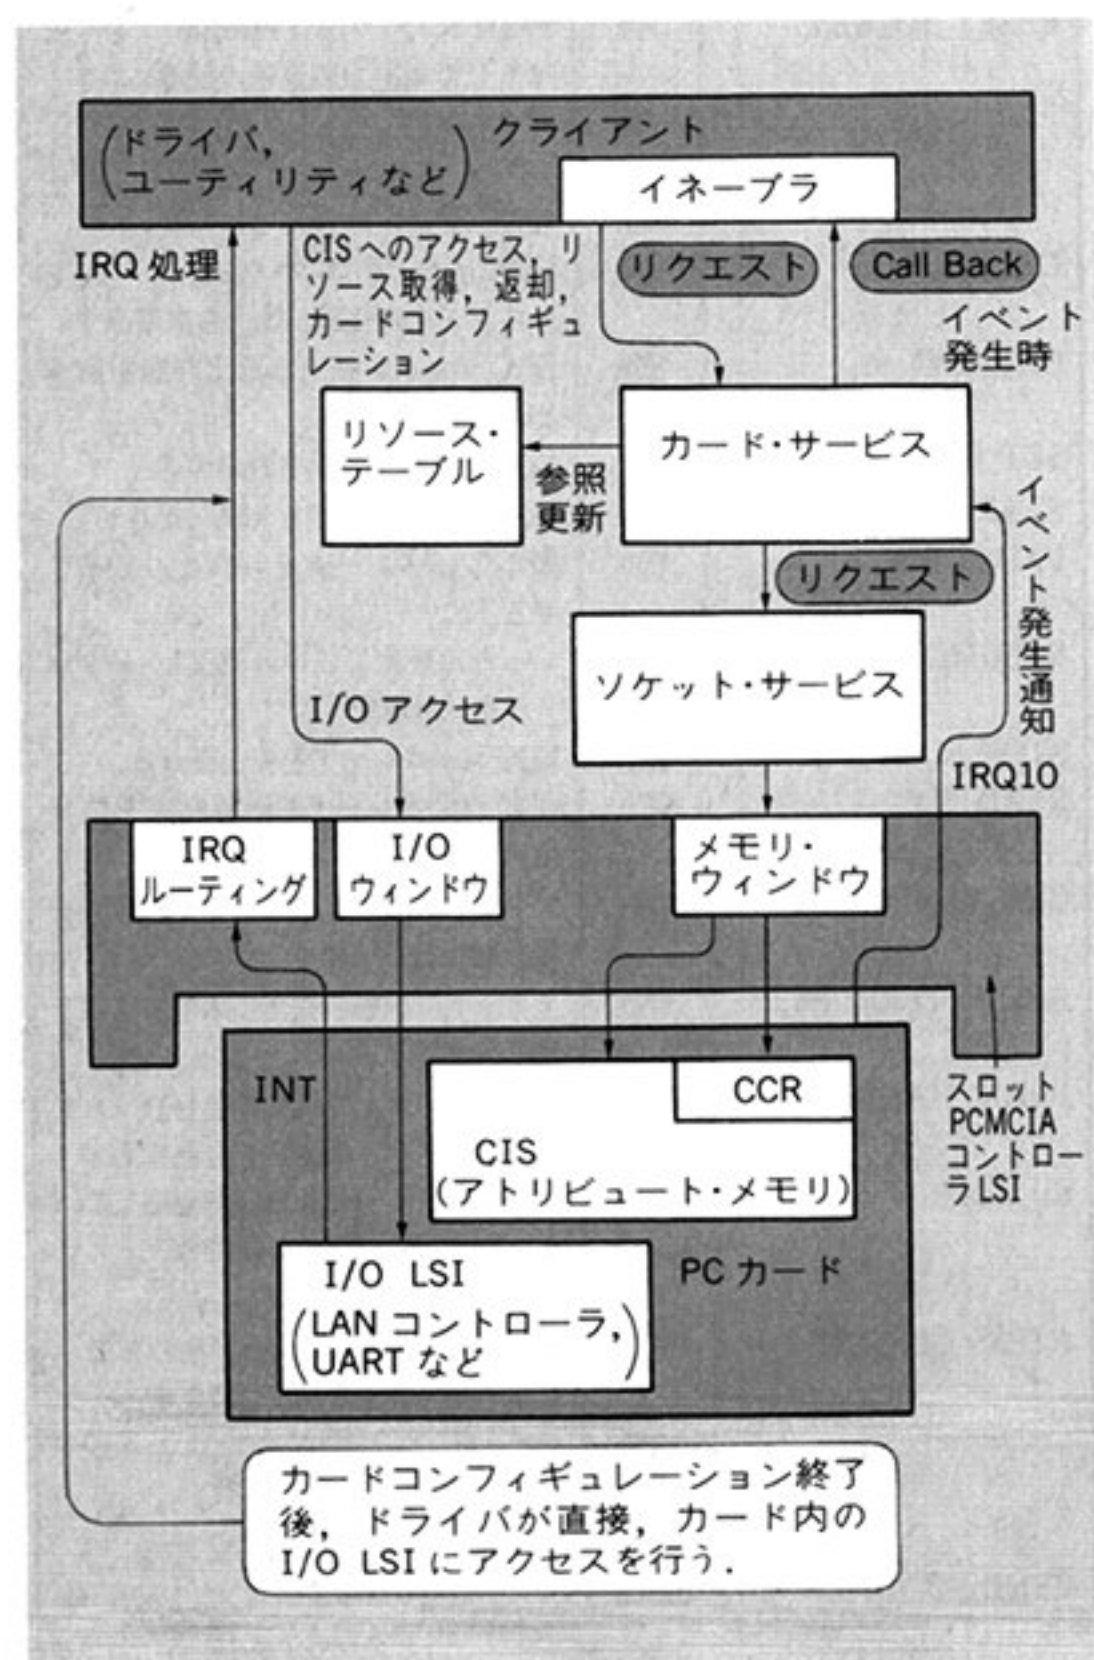 クライアント
(ドライバ,
ユーティリティなど)
イネーブラ
IRQ 処理
CISへのアクセス, リ
ソース取得, 返却,
カードコンフィギュ
レーション
リクエスト
Call Back
イベント
発生時
リソース・
テーブル
参照
更新
カード・サービス
イベント発生通知
リクエスト
ソケット・サービス
I/O アクセス
IRQ10
IRQ
ルーティング
I/O
ウィンドウ
メモリ・
ウィンドウ
INT
CCR
CIS
(アトリビュート・メモリ)
スロット
PCMCIA
コントロー
ラLSI
I/O LSI
(LAN コントローラ,
UART など)
PC カード
カードコンフィギュレーション終了
後, ドライバが直接, カード内の
I/O LSI にアクセスを行う.